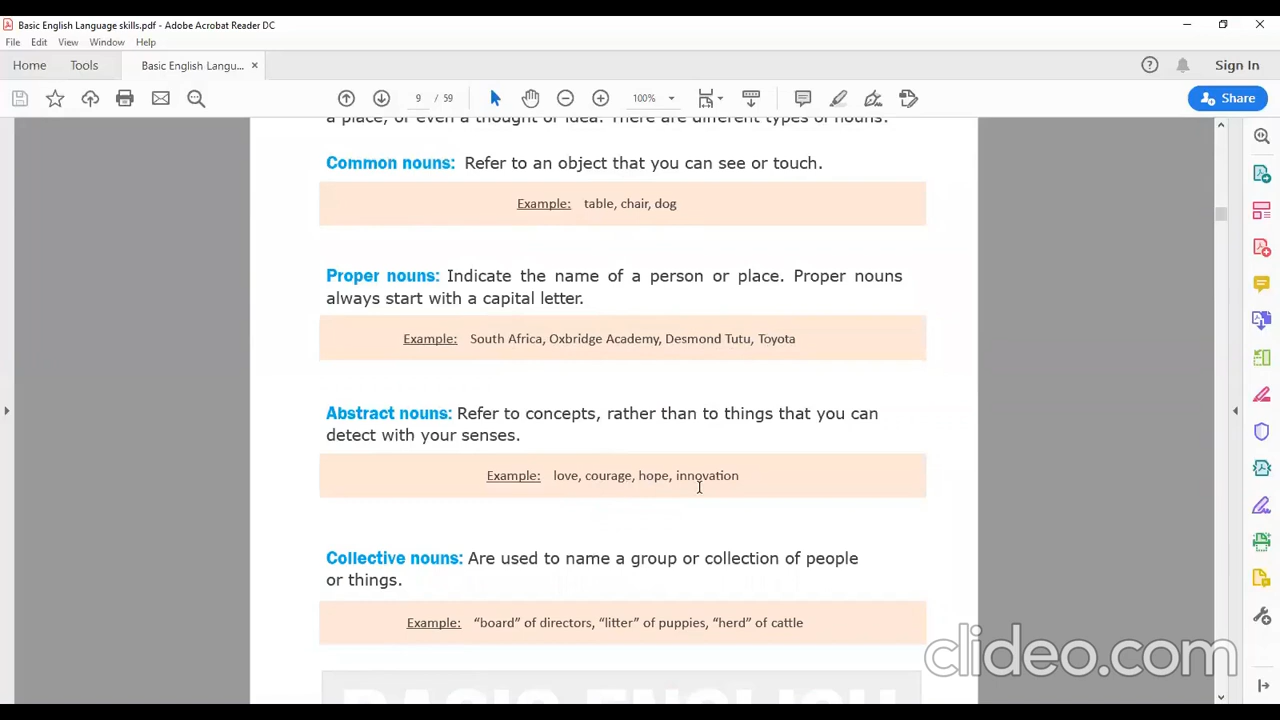 Basic English Language skills.pdf - Adobe Acrobat Reader DC
File Edit View Window Help
Home Tools Basic English Langu... × Sign In
9 / 59 100% Share
a place, or even a thought or idea. There are different types of nouns.
Common nouns: Refer to an object that you can see or touch.
Example: table, chair, dog
Proper nouns: Indicate the name of a person or place. Proper nouns
always start with a capital letter.
Example: South Africa, Oxbridge Academy, Desmond Tutu, Toyota
Abstract nouns: Refer to concepts, rather than to things that you can
detect with your senses.
Example: love, courage, hope, innovation
Collective nouns: Are used to name a group or collection of people
or things.
Example: “board” of directors, “litter” of puppies, “herd” of cattle
clideo.com
BASIC ENGLISH